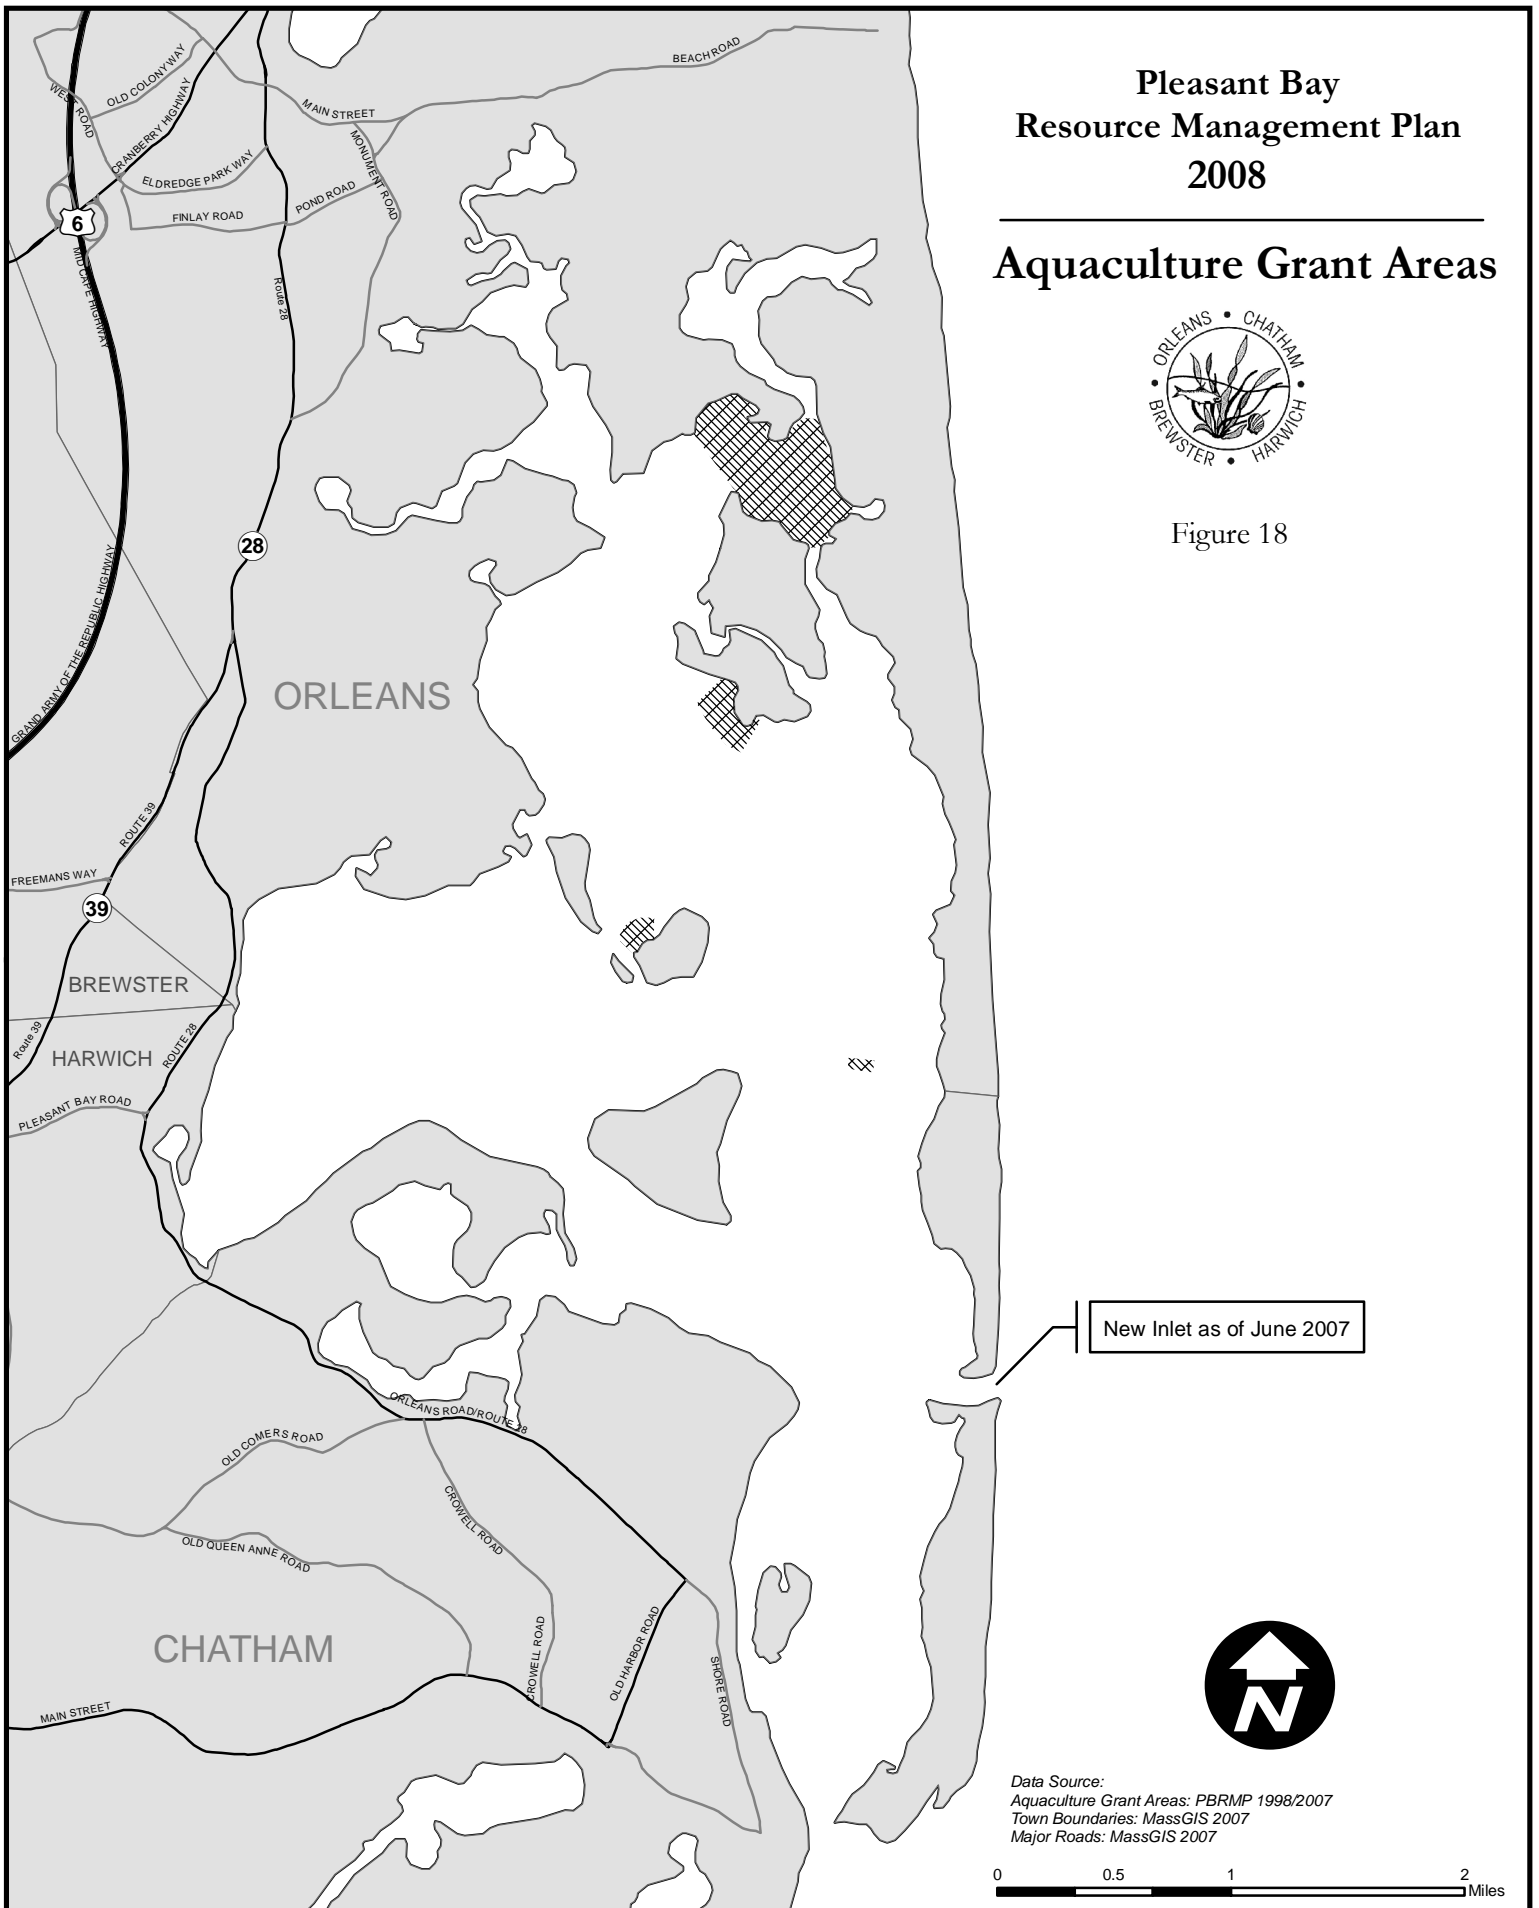 Pleasant Bay
Resource Management Plan
2008
Aquaculture Grant Areas
ORLEANS • CHATHAM • HARWICH • BREWSTER •
Figure 18
BEACH ROAD
OLD COLONY WAY
WEST ROAD
CRANBERRY HIGHWAY
MAIN STREET
MONUMENT ROAD
ELDREDGE PARK WAY
POND ROAD
FINLAY ROAD
6
MID CAPE HIGHWAY
Route 28
28
GRAND ARMY OF THE REPUBLIC HIGHWAY
ORLEANS
ROUTE 39
FREEMANS WAY
39
BREWSTER
Route 39
HARWICH
ROUTE 28
PLEASANT BAY ROAD
New Inlet as of June 2007
ORLEANS ROAD/ROUTE 28
OLD COMERS ROAD
CROWELL ROAD
OLD QUEEN ANNE ROAD
CHATHAM
CROWELL ROAD
OLD HARBOR ROAD
SHORE ROAD
MAIN STREET
N
Data Source:
Aquaculture Grant Areas: PBRMP 1998/2007
Town Boundaries: MassGIS 2007
Major Roads: MassGIS 2007
0 0.5 1 2
Miles